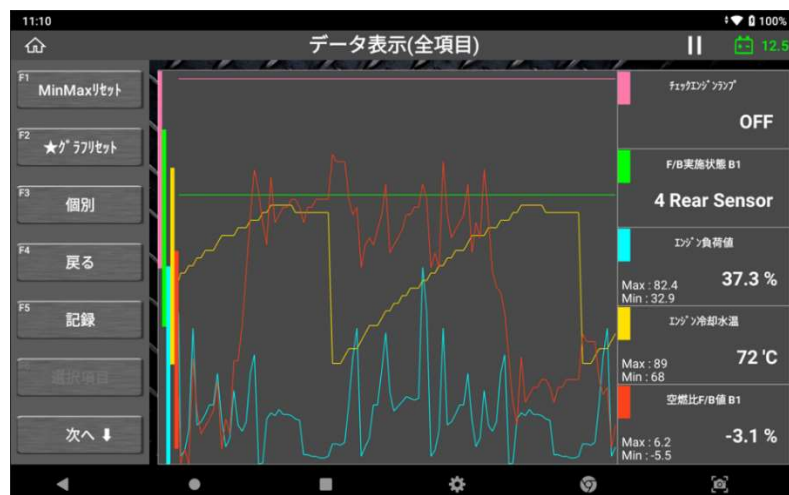 11:10
100%
データ表示(全項目)
12.5
F1
MinMaxﾘｾｯﾄ
F2
★ｸﾞﾗﾌﾘｾｯﾄ
F3
個別
F4
戻る
F5
記録
選択項目
次へ⬇
ﾁｪｯｸｴﾝｼﾞﾝﾗﾝﾌﾟ
OFF
F/B実施状態 B1
4 Rear Sensor
ｴﾝｼﾞﾝ負荷値
37.3 %
Max : 82.4
Min : 32.9
ｴﾝｼﾞﾝ冷却水温
72 'C
Max : 89
Min : 68
空燃比F/B値 B1
-3.1 %
Max : 6.2
Min : -5.5